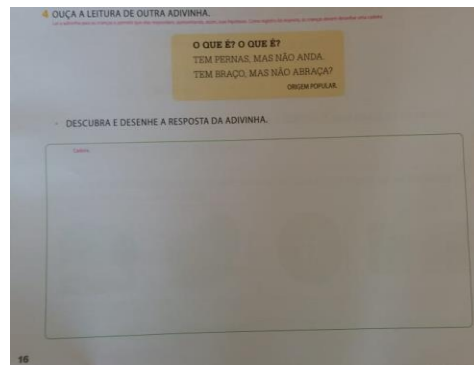 4 OUÇA A LEITURA DE OUTRA ADIVINHA.
O QUE É? O QUE É?
TEM PERNAS, MAS NÃO ANDA.
TEM BRAÇO, MAS NÃO ABRAÇA?
ORIGEM POPULAR.
• DESCUBRA E DESENHE A RESPOSTA DA ADIVINHA.
Cadeira.
16